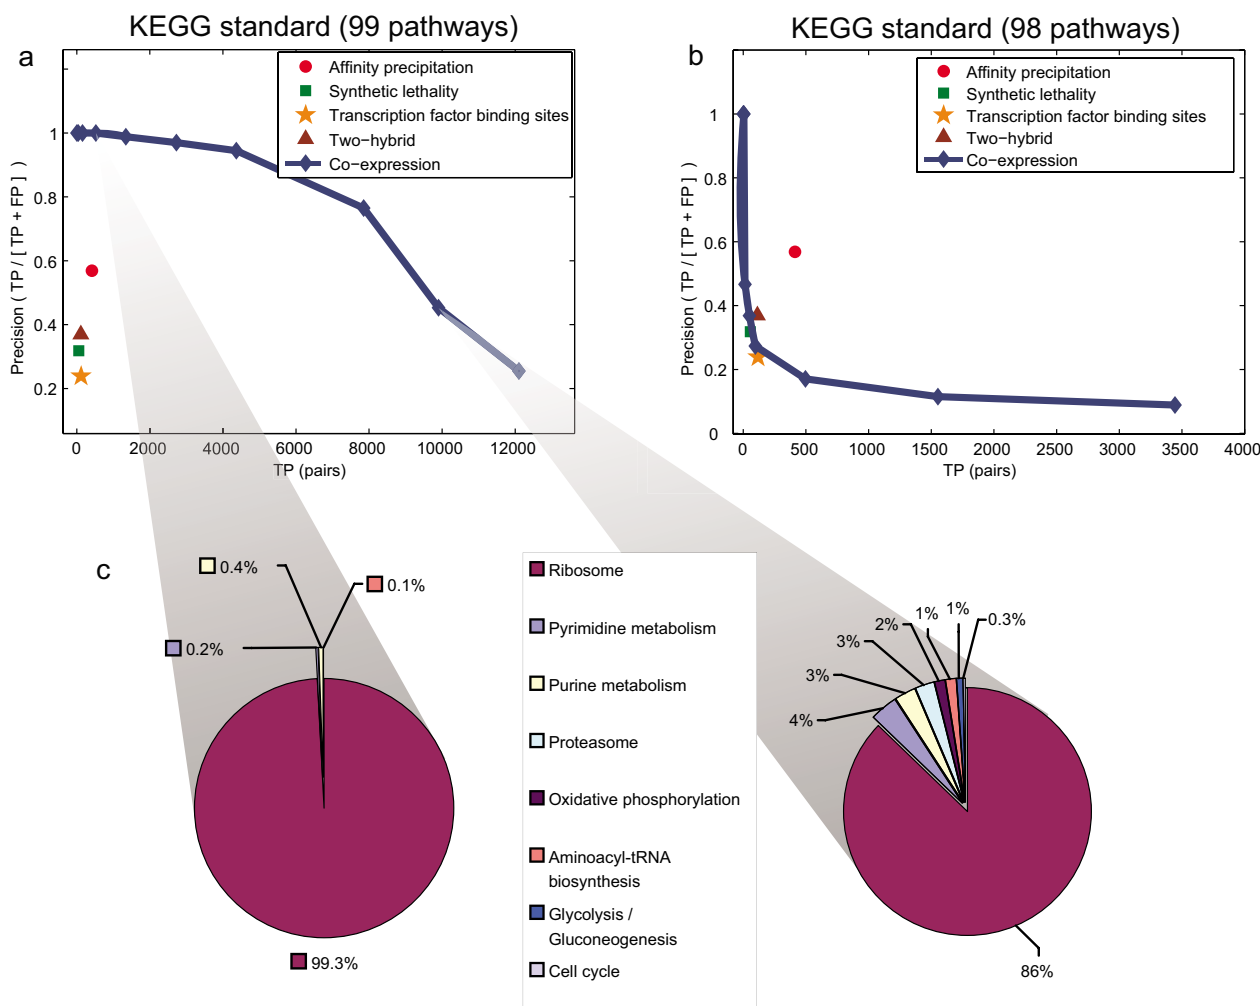 KEGG standard (99 pathways)
a
Affinity precipitation
Synthetic lethality
Transcription factor binding sites
Two−hybrid
Co−expression
1
0.8
0.6
0.4
0.2
Precision ( TP / [ TP + FP ] )
0 2000 4000 6000 8000 10000 12000
TP (pairs)
KEGG standard (98 pathways)
b
Affinity precipitation
Synthetic lethality
Transcription factor binding sites
Two−hybrid
Co−expression
1
0.8
0.6
0.4
0.2
0
Precision ( TP / [ TP + FP ] )
0 500 1000 1500 2000 2500 3000 3500 4000
TP (pairs)
c
0.4%
0.1%
0.2%
99.3%
Ribosome
Pyrimidine metabolism
Purine metabolism
Proteasome
Oxidative phosphorylation
Aminoacyl-tRNA
biosynthesis
Glycolysis /
Gluconeogenesis
Cell cycle
4%
3%
3%
2%
1%
1%
0.3%
86%